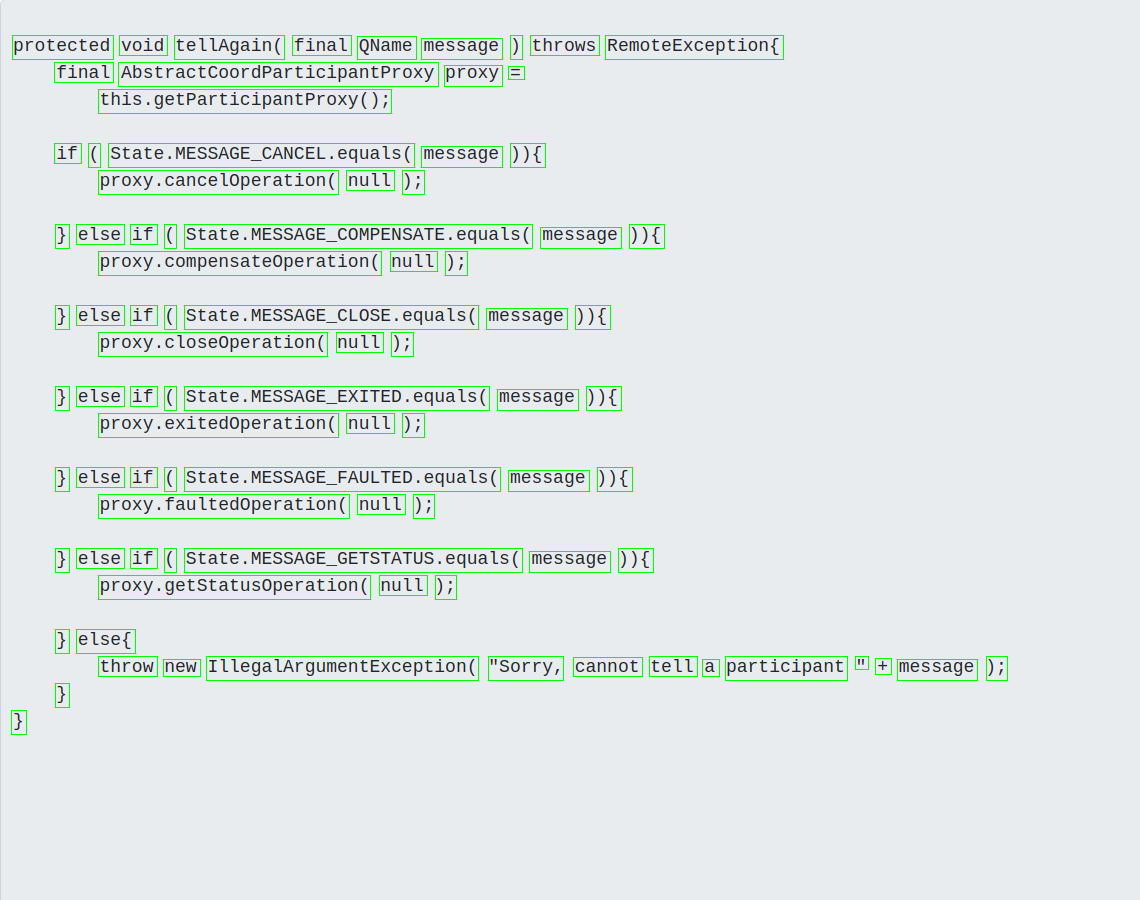 protected void tellAgain( final QName message ) throws RemoteException{
final AbstractCoordParticipantProxy proxy =
this.getParticipantProxy();
if ( State.MESSAGE_CANCEL.equals( message )){
proxy.cancelOperation( null );
} else if ( State.MESSAGE_COMPENSATE.equals( message )){
proxy.compensateOperation( null );
} else if ( State.MESSAGE_CLOSE.equals( message )){
proxy.closeOperation( null );
} else if ( State.MESSAGE_EXITED.equals( message )){
proxy.exitedOperation( null );
} else if ( State.MESSAGE_FAULTED.equals( message )){
proxy.faultedOperation( null );
} else if ( State.MESSAGE_GETSTATUS.equals( message )){
proxy.getStatusOperation( null );
} else{
throw new IllegalArgumentException( "Sorry, cannot tell a participant " + message );
}
}